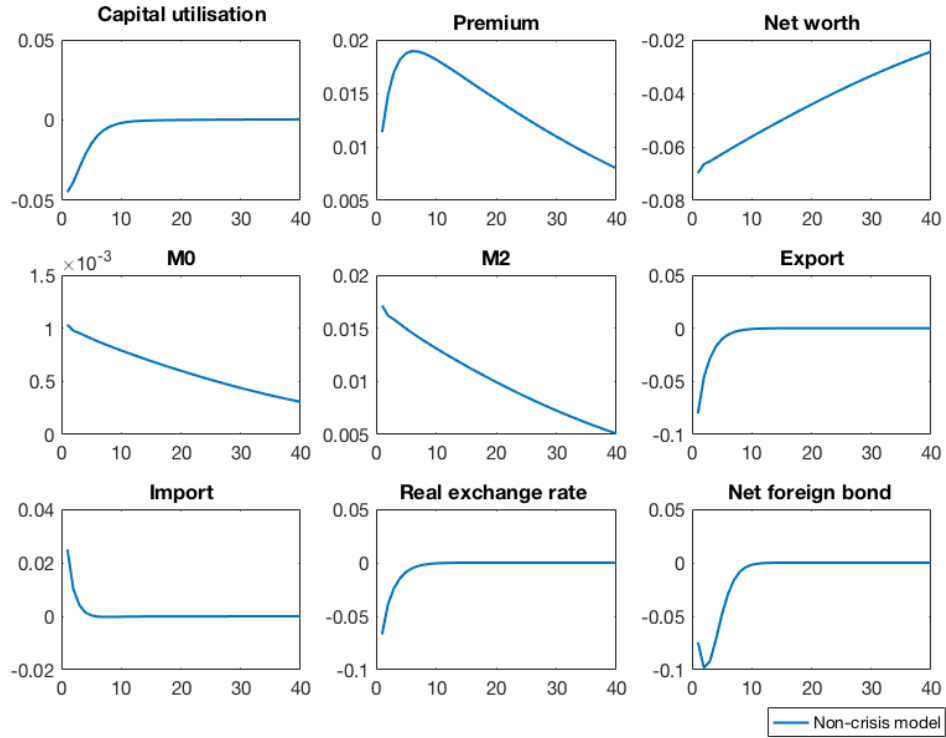 Capital utilisation
0.05
0
-0.05
0 10 20 30 40
Premium
0.02
0.015
0.01
0.005
0 10 20 30 40
Net worth
-0.02
-0.04
-0.06
-0.08
0 10 20 30 40
M0
×10⁻³
1.5
1
0.5
0
0 10 20 30 40
M2
0.02
0.015
0.01
0.005
0 10 20 30 40
Export
0.05
0
-0.05
-0.1
0 10 20 30 40
Import
0.04
0.02
0
-0.02
0 10 20 30 40
Real exchange rate
0.05
0
-0.05
-0.1
0 10 20 30 40
Net foreign bond
0.05
0
-0.05
-0.1
0 10 20 30 40
Non-crisis model